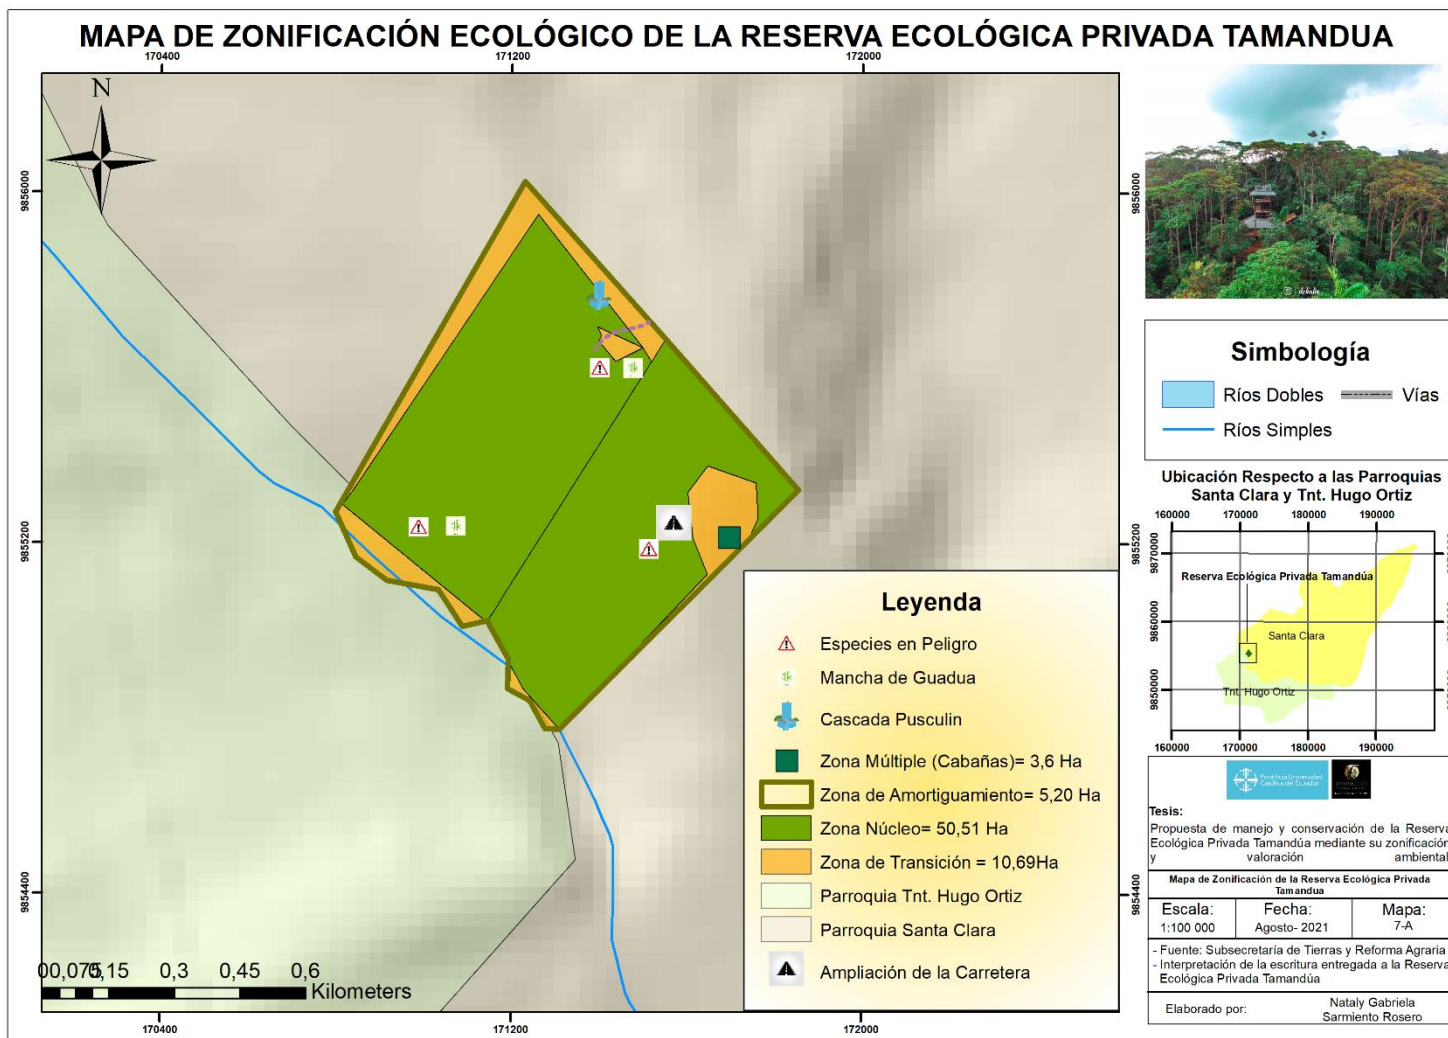 MAPA DE ZONIFICACIÓN ECOLÓGICO DE LA RESERVA ECOLÓGICA PRIVADA TAMANDUA
170400
171200
172000
N
9856000
9856000
9855200
9855200
9854400
9854400
00,075
0,15
0,3
0,45
0,6
Kilometers
170400
171200
172000
Leyenda
Especies en Peligro
Mancha de Guadua
Cascada Pusculin
Zona Múltiple (Cabañas)= 3,6 Ha
Zona de Amortiguamiento= 5,20 Ha
Zona Núcleo= 50,51 Ha
Zona de Transición = 10,69Ha
Parroquia Tnt. Hugo Ortiz
Parroquia Santa Clara
Ampliación de la Carretera
Simbología
Ríos Dobles
Vías
Ríos Simples
Ubicación Respecto a las Parroquias
Santa Clara y Tnt. Hugo Ortiz
160000
170000
180000
190000
9870000
9860000
9850000
Reserva Ecológica Privada Tamandúa
Santa Clara
Tnt. Hugo Ortiz
160000
170000
180000
190000
Pontificia Universidad
Católica del Ecuador
Tesis:
Propuesta de manejo y conservación de la Reserva
Ecológica Privada Tamandúa mediante su zonificación
y valoración ambiental
Mapa de Zonificación de la Reserva Ecológica Privada
Tamandua
Escala:
1:100 000
Fecha:
Agosto- 2021
Mapa:
7-A
- Fuente: Subsecretaría de Tierras y Reforma Agraria
- Interpretación de la escritura entregada a la Reserva
Ecológica Privada Tamandúa
Elaborado por:
Nataly Gabriela
Sarmiento Rosero